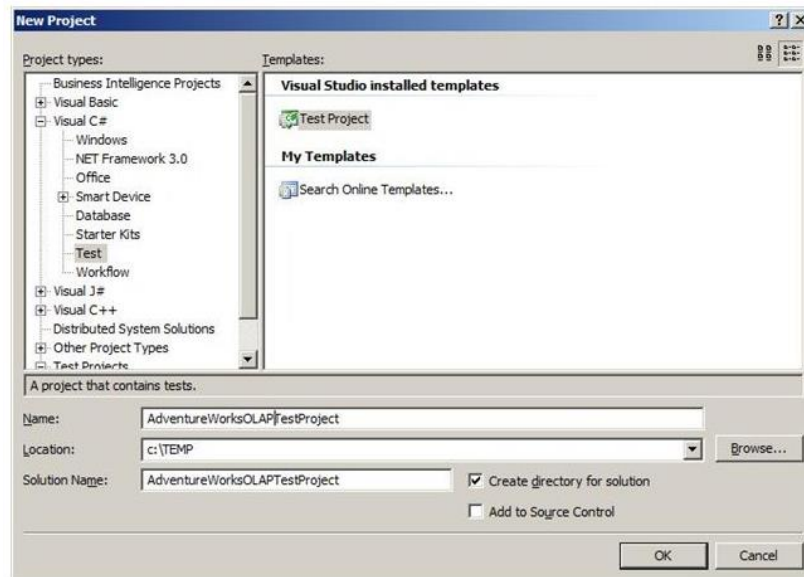 New Project
Project types:
Templates:
Business Intelligence Projects
Visual Basic
Visual C#
Windows
NET Framework 3.0
Office
Smart Device
Database
Starter Kits
Test
Workflow
Visual J#
Visual C++
Distributed System Solutions
Other Project Types
Test Projects
Visual Studio installed templates
Test Project
My Templates
Search Online Templates...
A project that contains tests.
Name:
AdventureWorksOLAPTestProject
Location:
c:\TEMP
Browse...
Solution Name:
AdventureWorksOLAPTestProject
Create directory for solution
Add to Source Control
OK
Cancel